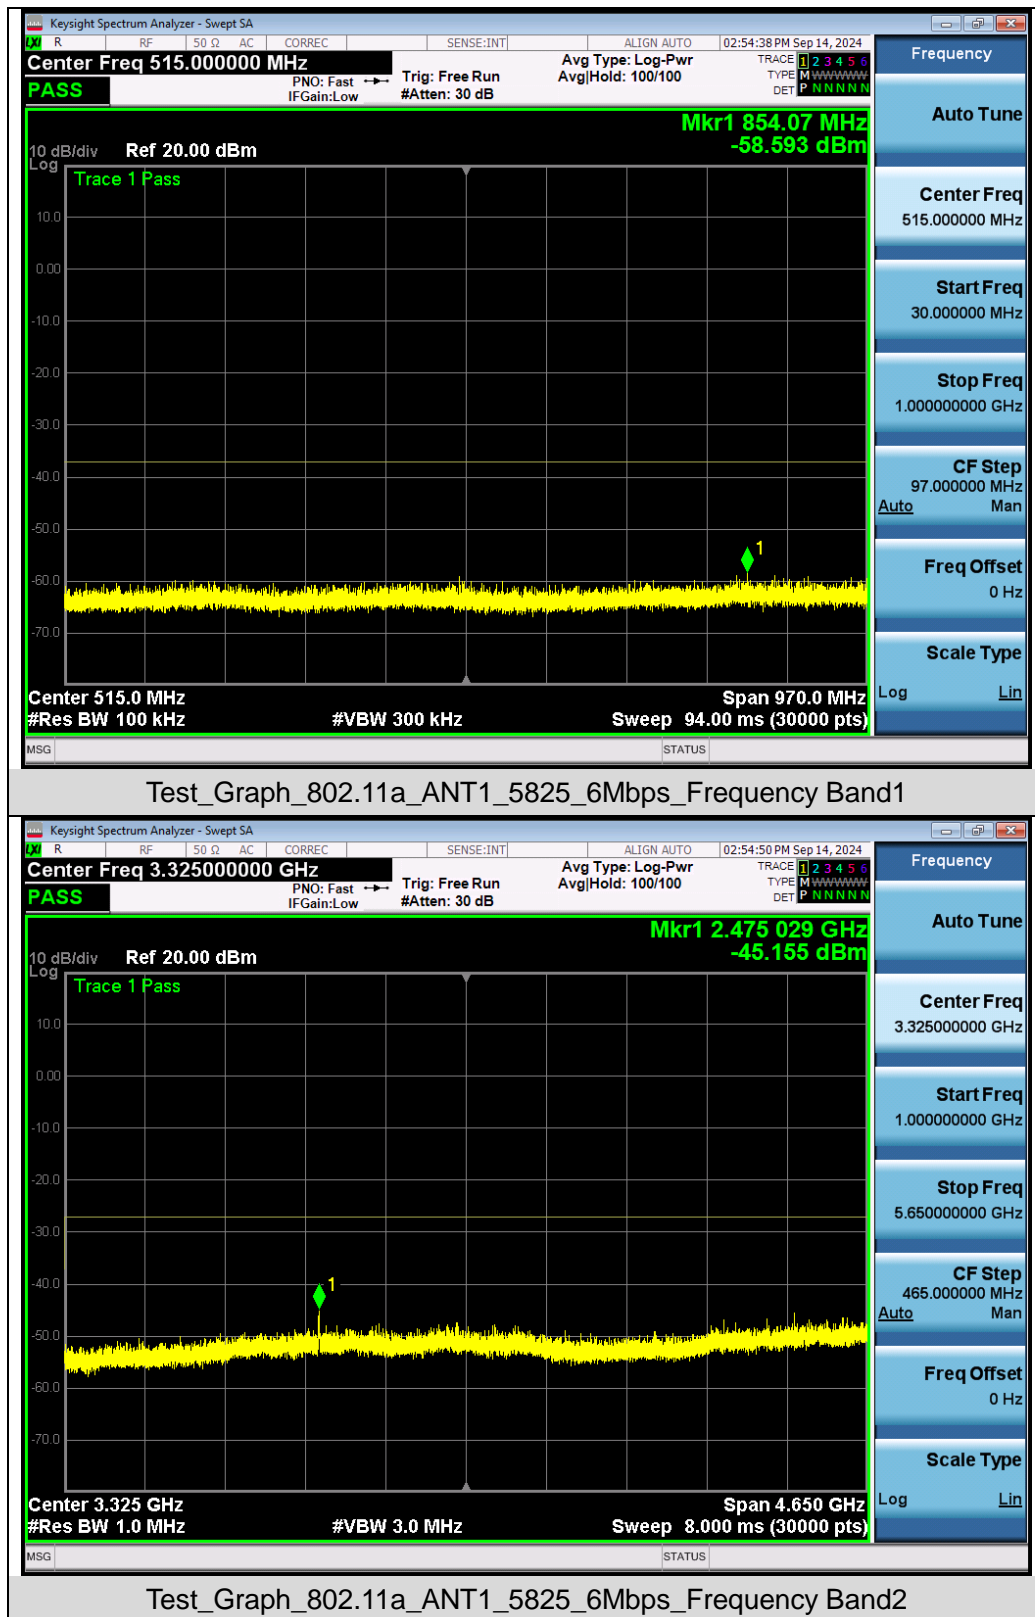 Keysight Spectrum Analyzer - Swept SA
LXI R RF 50 Ω AC CORREC SENSE:INT ALIGN AUTO 02:54:38 PM Sep 14, 2024
Center Freq 515.000000 MHz
PASS
PNO: Fast
IFGain:Low
Trig: Free Run
#Atten: 30 dB
Avg Type: Log-Pwr
Avg|Hold: 100/100
TRACE 1 2 3 4 5 6
TYPE M WWWWW
DET P N N N N N
Mkr1 854.07 MHz
-58.593 dBm
10 dB/div Ref 20.00 dBm
Log
Trace 1 Pass
10.0
0.00
-10.0
-20.0
-30.0
-40.0
-50.0
1
-60.0
-70.0
Center 515.0 MHz Span 970.0 MHz
#Res BW 100 kHz #VBW 300 kHz Sweep 94.00 ms (30000 pts)
MSG STATUS
Frequency
Auto Tune
Center Freq
515.000000 MHz
Start Freq
30.000000 MHz
Stop Freq
1.000000000 GHz
CF Step
97.000000 MHz
Auto Man
Freq Offset
0 Hz
Scale Type
Log Lin
Test_Graph_802.11a_ANT1_5825_6Mbps_Frequency Band1
Keysight Spectrum Analyzer - Swept SA
LXI R RF 50 Ω AC CORREC SENSE:INT ALIGN AUTO 02:54:50 PM Sep 14, 2024
Center Freq 3.325000000 GHz
PASS
PNO: Fast
IFGain:Low
Trig: Free Run
#Atten: 30 dB
Avg Type: Log-Pwr
Avg|Hold: 100/100
TRACE 1 2 3 4 5 6
TYPE M WWWWW
DET P N N N N N
Mkr1 2.475 029 GHz
-45.155 dBm
10 dB/div Ref 20.00 dBm
Log
Trace 1 Pass
10.0
0.00
-10.0
-20.0
-30.0
-40.0
1
-50.0
-60.0
-70.0
Center 3.325 GHz Span 4.650 GHz
#Res BW 1.0 MHz #VBW 3.0 MHz Sweep 8.000 ms (30000 pts)
MSG STATUS
Frequency
Auto Tune
Center Freq
3.325000000 GHz
Start Freq
1.000000000 GHz
Stop Freq
5.650000000 GHz
CF Step
465.000000 MHz
Auto Man
Freq Offset
0 Hz
Scale Type
Log Lin
Test_Graph_802.11a_ANT1_5825_6Mbps_Frequency Band2